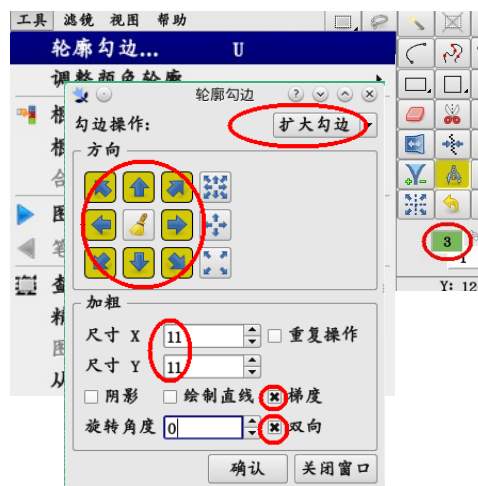 工具 滤镜 视图 帮助
轮廓勾边... U
调整颜色轮廓
轮廓勾边
勾边操作:
扩大勾边
方向
加粗
尺寸 X 11 重复操作
尺寸 Y 11
阴影 绘制直线 梯度
旋转角度 0 双向
确认 关闭窗口
3
Y: 12